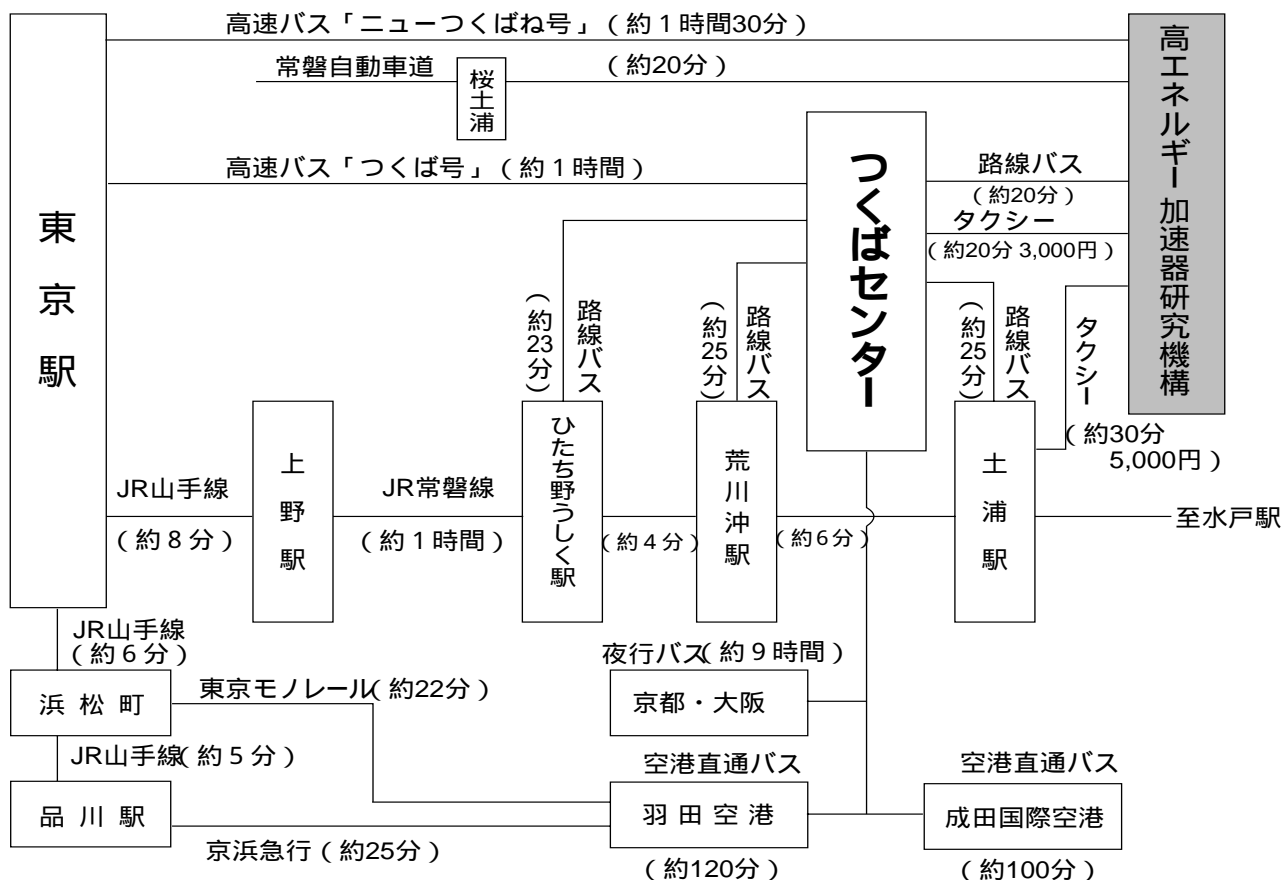 高速バス「ニューつくばね号」(約1時間30分)
常磐自動車道
桜土浦
(約20分)
高エネルギー加速器研究機構
東京駅
高速バス「つくば号」(約1時間)
つくばセンター
路線バス
(約20分)
タクシー
(約20分 3,000円)
路線バス
(約23分)
路線バス
(約25分)
路線バス
(約25分)
タクシー
(約30分
5,000円)
JR山手線
(約8分)
上野駅
JR常磐線
(約1時間)
ひたち野うしく駅
(約4分)
荒川沖駅
(約6分)
土浦駅
至水戸駅
JR山手線
(約6分)
浜松町
東京モノレール(約22分)
夜行バス(約9時間)
京都・大阪
JR山手線(約5分)
品川駅
京浜急行(約25分)
空港直通バス
羽田空港
(約120分)
空港直通バス
成田国際空港
(約100分)